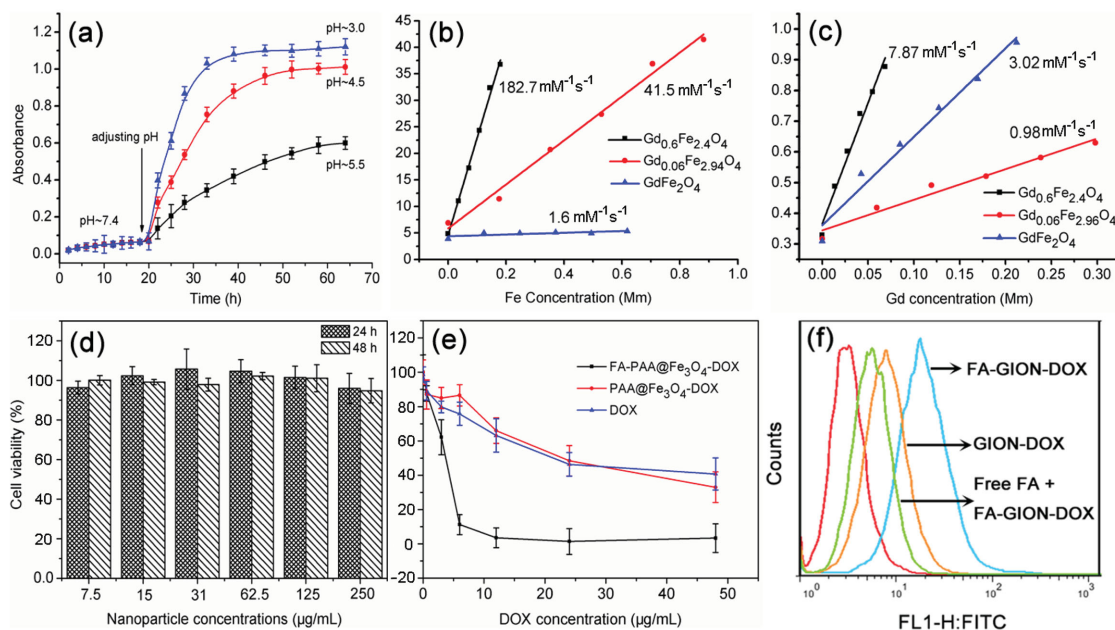 (a)
pH~3.0
pH~4.5
pH~5.5
adjusting pH
pH~7.4
Absorbance
1.2
1.0
0.8
0.6
0.4
0.2
0.0
0 10 20 30 40 50 60 70
Time (h)
(b)
182.7 mM⁻¹s⁻¹
41.5 mM⁻¹s⁻¹
Gd₀.₆Fe₂.₄O₄
Gd₀.₀₆Fe₂.₉₄O₄
GdFe₂O₄
1.6 mM⁻¹s⁻¹
45
40
35
30
25
20
15
10
5
0
0.0 0.2 0.4 0.6 0.8 1.0
Fe Concentration (Mm)
(c)
7.87 mM⁻¹s⁻¹
3.02 mM⁻¹s⁻¹
0.98 mM⁻¹s⁻¹
Gd₀.₆Fe₂.₄O₄
Gd₀.₀₆Fe₂.₉₆O₄
GdFe₂O₄
1.0
0.9
0.8
0.7
0.6
0.5
0.4
0.3
0.00 0.05 0.10 0.15 0.20 0.25 0.30
Gd concentration (Mm)
(d)
24 h
48 h
Cell viability (%)
120
100
80
60
40
20
0.0
7.5 15 31 62.5 125 250
Nanoparticle concentrations (μg/mL)
(e)
FA-PAA@Fe₃O₄-DOX
PAA@Fe₃O₄-DOX
DOX
120
100
80
60
40
20
0
−20
0 10 20 30 40 50
DOX concentration (μg/mL)
(f)
FA-GION-DOX
GION-DOX
Free FA +
FA-GION-DOX
Counts
10⁰ 10¹ 10² 10³
FL1-H:FITC